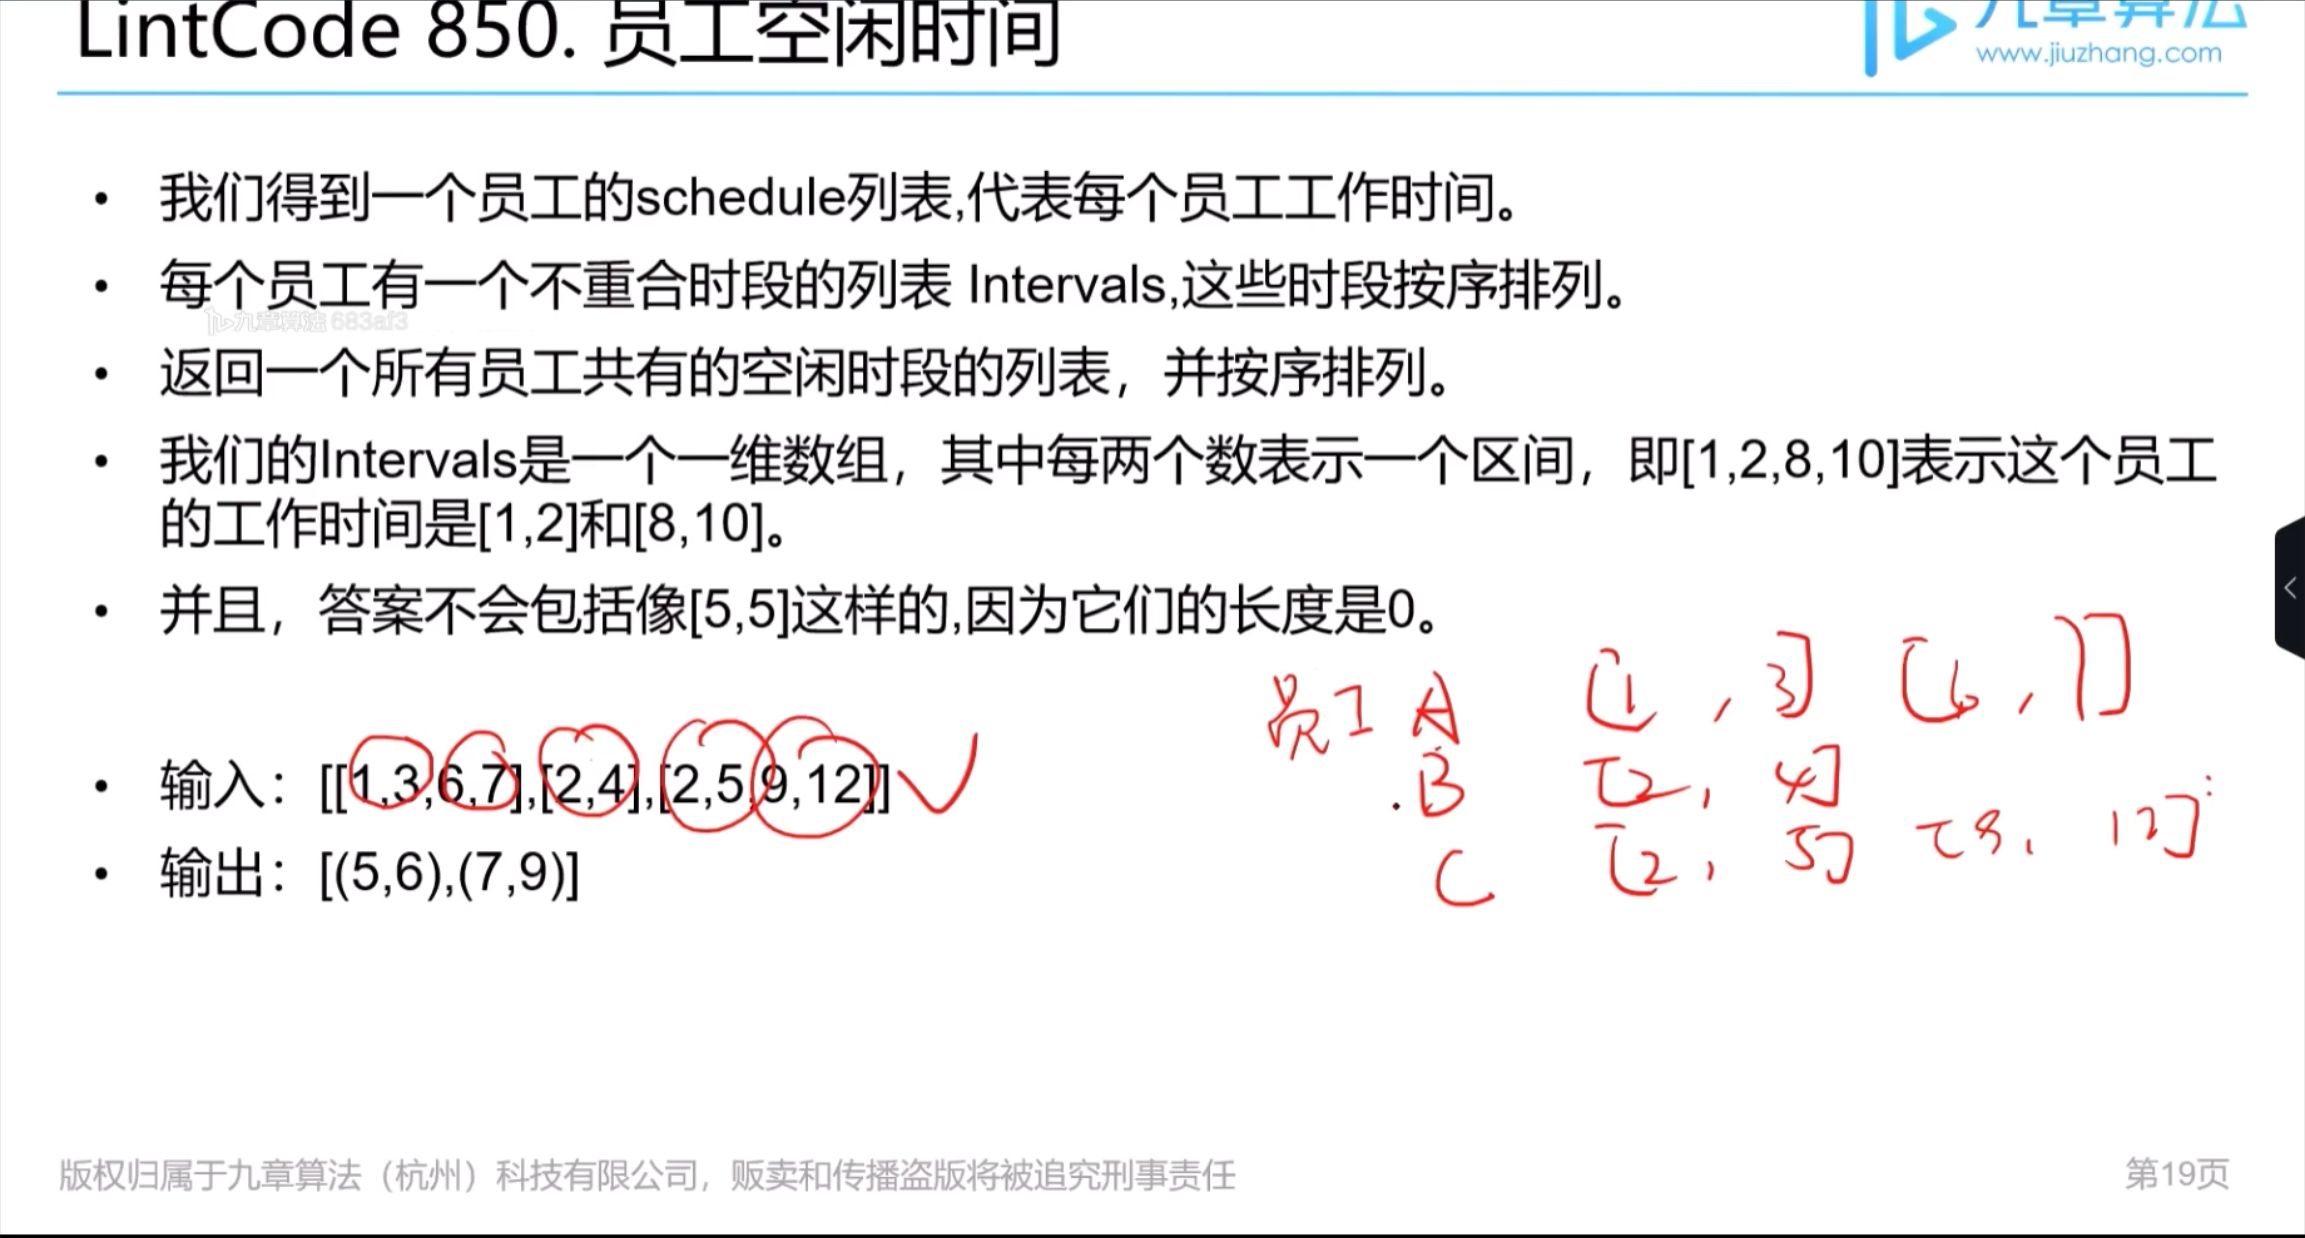 LintCode 850. 员工空闲时间
九章算法
www.jiuzhang.com
• 我们得到一个员工的schedule列表,代表每个员工工作时间。
• 每个员工有一个不重合时段的列表 Intervals,这些时段按序排列。
九章算法 683af3
• 返回一个所有员工共有的空闲时段的列表，并按序排列。
• 我们的Intervals是一个一维数组，其中每两个数表示一个区间，即[1,2,8,10]表示这个员工
的工作时间是[1,2]和[8,10]。
• 并且，答案不会包括像[5,5]这样的,因为它们的长度是0。
员工 A [1 , 3] [6 , 7]
• 输入：[[1,3,6,7],[2,4],[2,5,9,12]]
B [2, 4]
C [2, 5] [9, 12]
• 输出：[(5,6),(7,9)]
版权归属于九章算法（杭州）科技有限公司，贩卖和传播盗版将被追究刑事责任
第19页